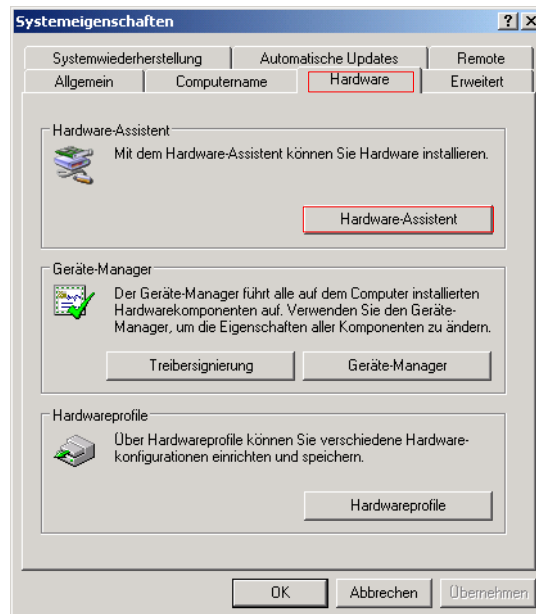 Systemeigenschaften
Systemwiederherstellung Automatische Updates Remote
Allgemein Computername Hardware Erweitert
Hardware-Assistent
Mit dem Hardware-Assistent können Sie Hardware installieren.
Hardware-Assistent
Geräte-Manager
Der Geräte-Manager führt alle auf dem Computer installierten
Hardwarekomponenten auf. Verwenden Sie den Geräte-
Manager, um die Eigenschaften aller Komponenten zu ändern.
Treibersignierung Geräte-Manager
Hardwareprofile
Über Hardwareprofile können Sie verschiedene Hardware-
konfigurationen einrichten und speichern.
Hardwareprofile
OK Abbrechen Übernehmen